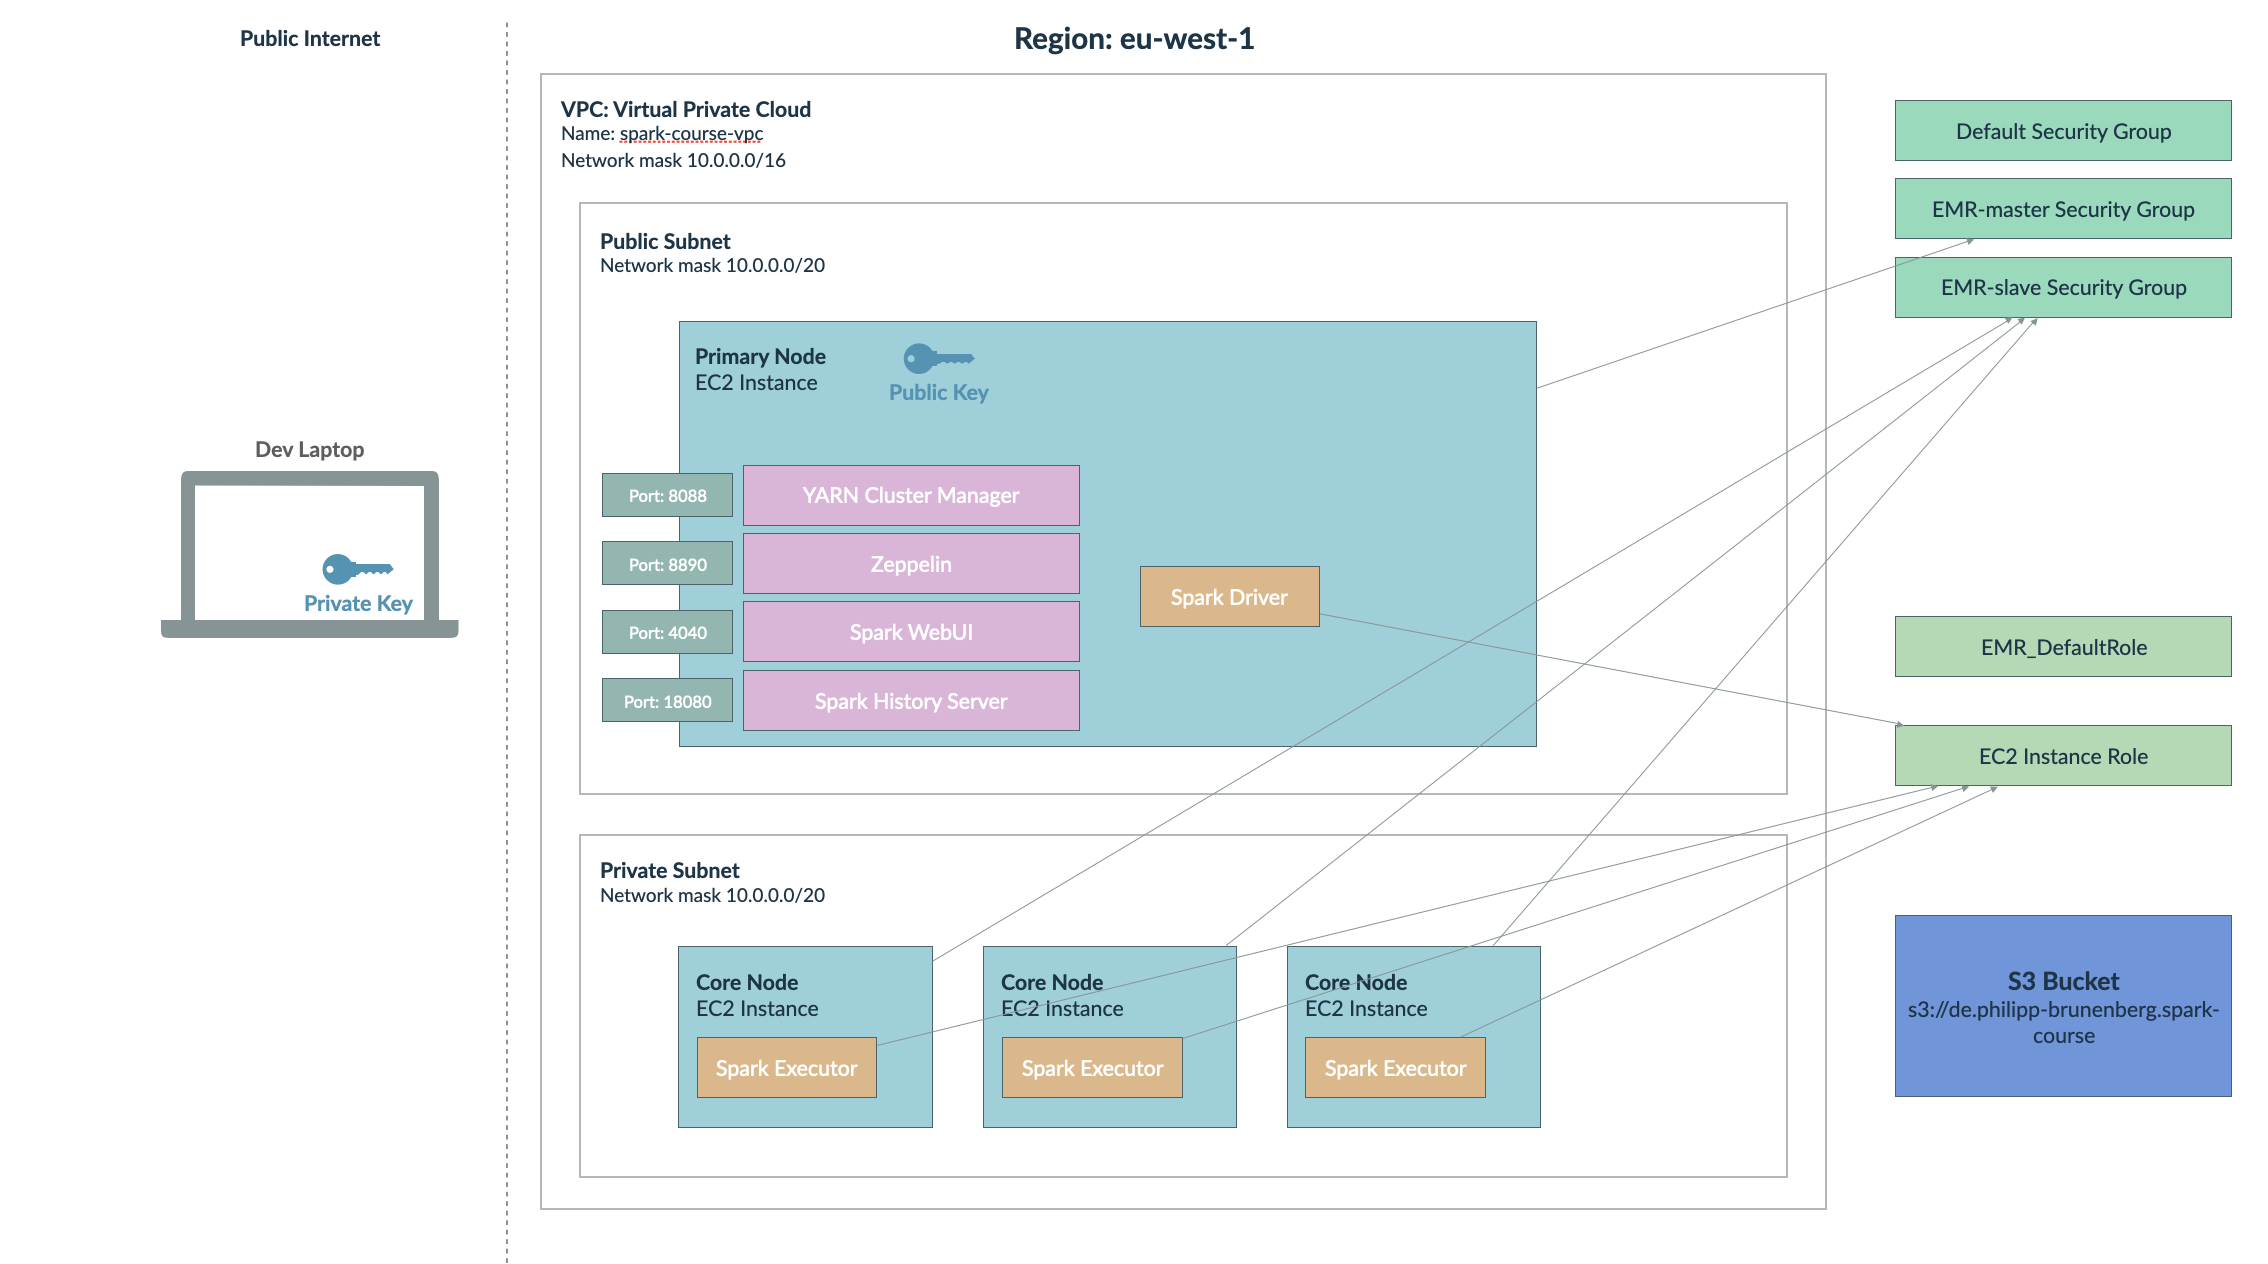 Public Internet
Region: eu-west-1
VPC: Virtual Private Cloud
Name: spark-course-vpc
Network mask 10.0.0.0/16
Public Subnet
Network mask 10.0.0.0/20
Primary Node
EC2 Instance
Public Key
Port: 8088
YARN Cluster Manager
Port: 8890
Zeppelin
Port: 4040
Spark WebUI
Port: 18080
Spark History Server
Spark Driver
Dev Laptop
Private Key
Private Subnet
Network mask 10.0.0.0/20
Core Node
EC2 Instance
Spark Executor
Core Node
EC2 Instance
Spark Executor
Core Node
EC2 Instance
Spark Executor
Default Security Group
EMR-master Security Group
EMR-slave Security Group
EMR_DefaultRole
EC2 Instance Role
S3 Bucket
s3://de.philipp-brunenberg.spark-
course